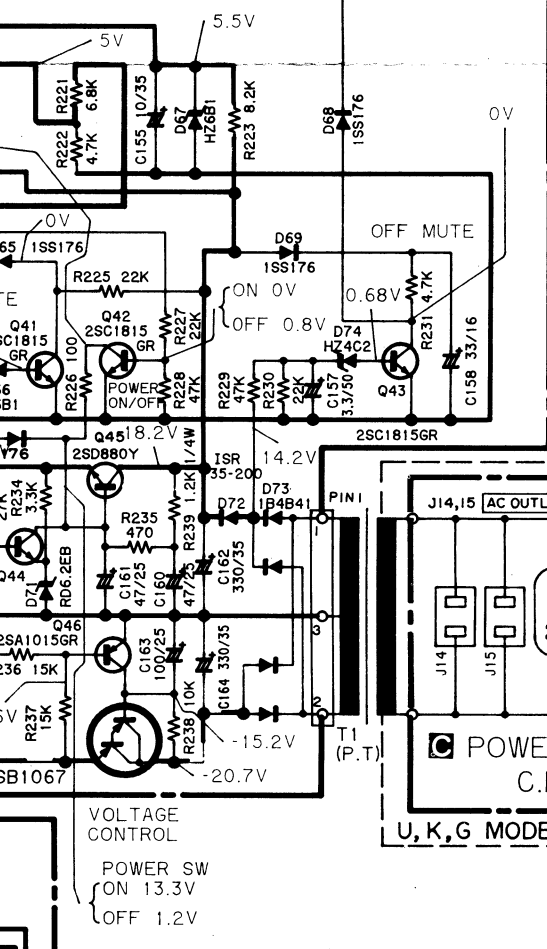 5.5V
5V
R221
6.8K
R222
4.7K
C155 10/35
D67
HZ6B1
R223 8.2K
D68
1SS176
0V
0V
65 1SS176
D69
1SS176
OFF MUTE
R225 22K
ON 0V
OFF 0.8V
0.68V
R231 4.7K
TE
Q41
SC1815
GR
Q42
2SC1815
GR
R226 100
R227
22K
D74
HZ4C2
C158 33/16
POWER
ON/OFF
R228
47K
R229
47K
R230
22K
C157
3.3/50
Q43
2SC1815GR
56
SB1
V76
Q45
2SD880Y
18.2V
1/4W
ISR
35-200
14.2V
27K
R234
3.3K
R235
470
R239 1.2K
D72
D73
1B4B41
PIN1
J14,15
AC OUTL
1
Q44
D71
RD6.2EB
C161
47/25
C160
47/25
C162
330/35
Q46
2SA1015GR
3
236 15K
C163
100/25
C164 330/35
J14
J15
6V
R237
15K
R238 10K
2
T1
(P.T)
-15.2V
-20.7V
SB1067
C POWE
C.
U,K,G MODE
VOLTAGE
CONTROL
POWER SW
ON 13.3V
OFF 1.2V